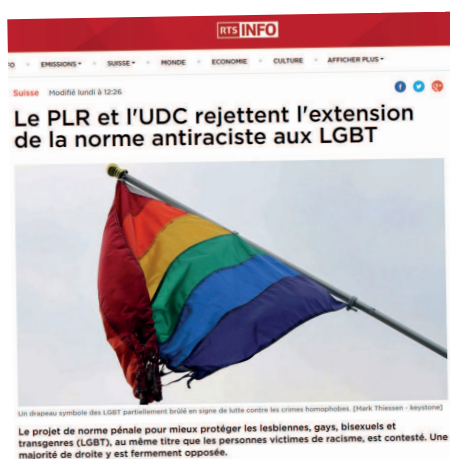 RTS INFO
O EMISSIONS SUISSE MONDE ECONOMIE CULTURE AFFICHER PLUS
Suisse Modifié lundi à 12:26
Le PLR et l'UDC rejettent l'extension
de la norme antiraciste aux LGBT
Un drapeau symbole des LGBT partiellement brûlé en signe de lutte contre les crimes homophobes. [Mark Thiessen - keystone]
Le projet de norme pénale pour mieux protéger les lesbiennes, gays, bisexuels et
transgenres (LGBT), au même titre que les personnes victimes de racisme, est contesté. Une
majorité de droite y est fermement opposée.